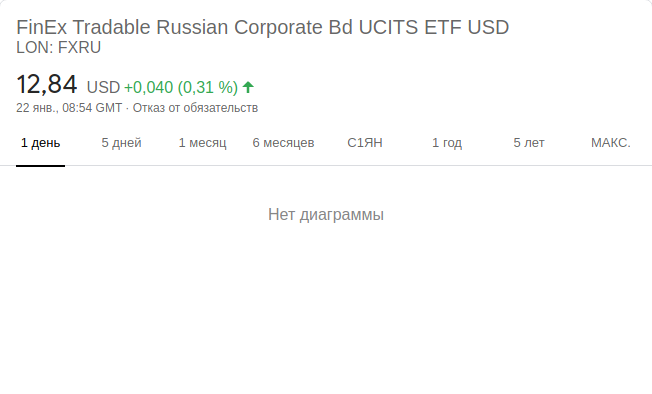 FinEx Tradable Russian Corporate Bd UCITS ETF USD
LON: FXRU
12,84 USD +0,040 (0,31 %)
22 янв., 08:54 GMT · Отказ от обязательств
1 день 5 дней 1 месяц 6 месяцев С1ЯН 1 год 5 лет МАКС.
Нет диаграммы